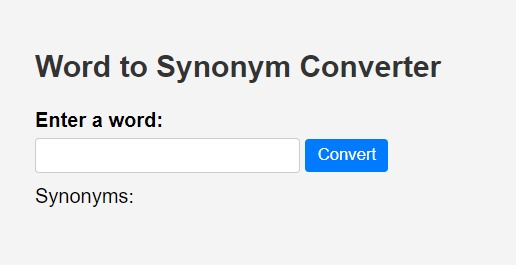 Word to Synonym Converter
Enter a word:
Convert
Synonyms: